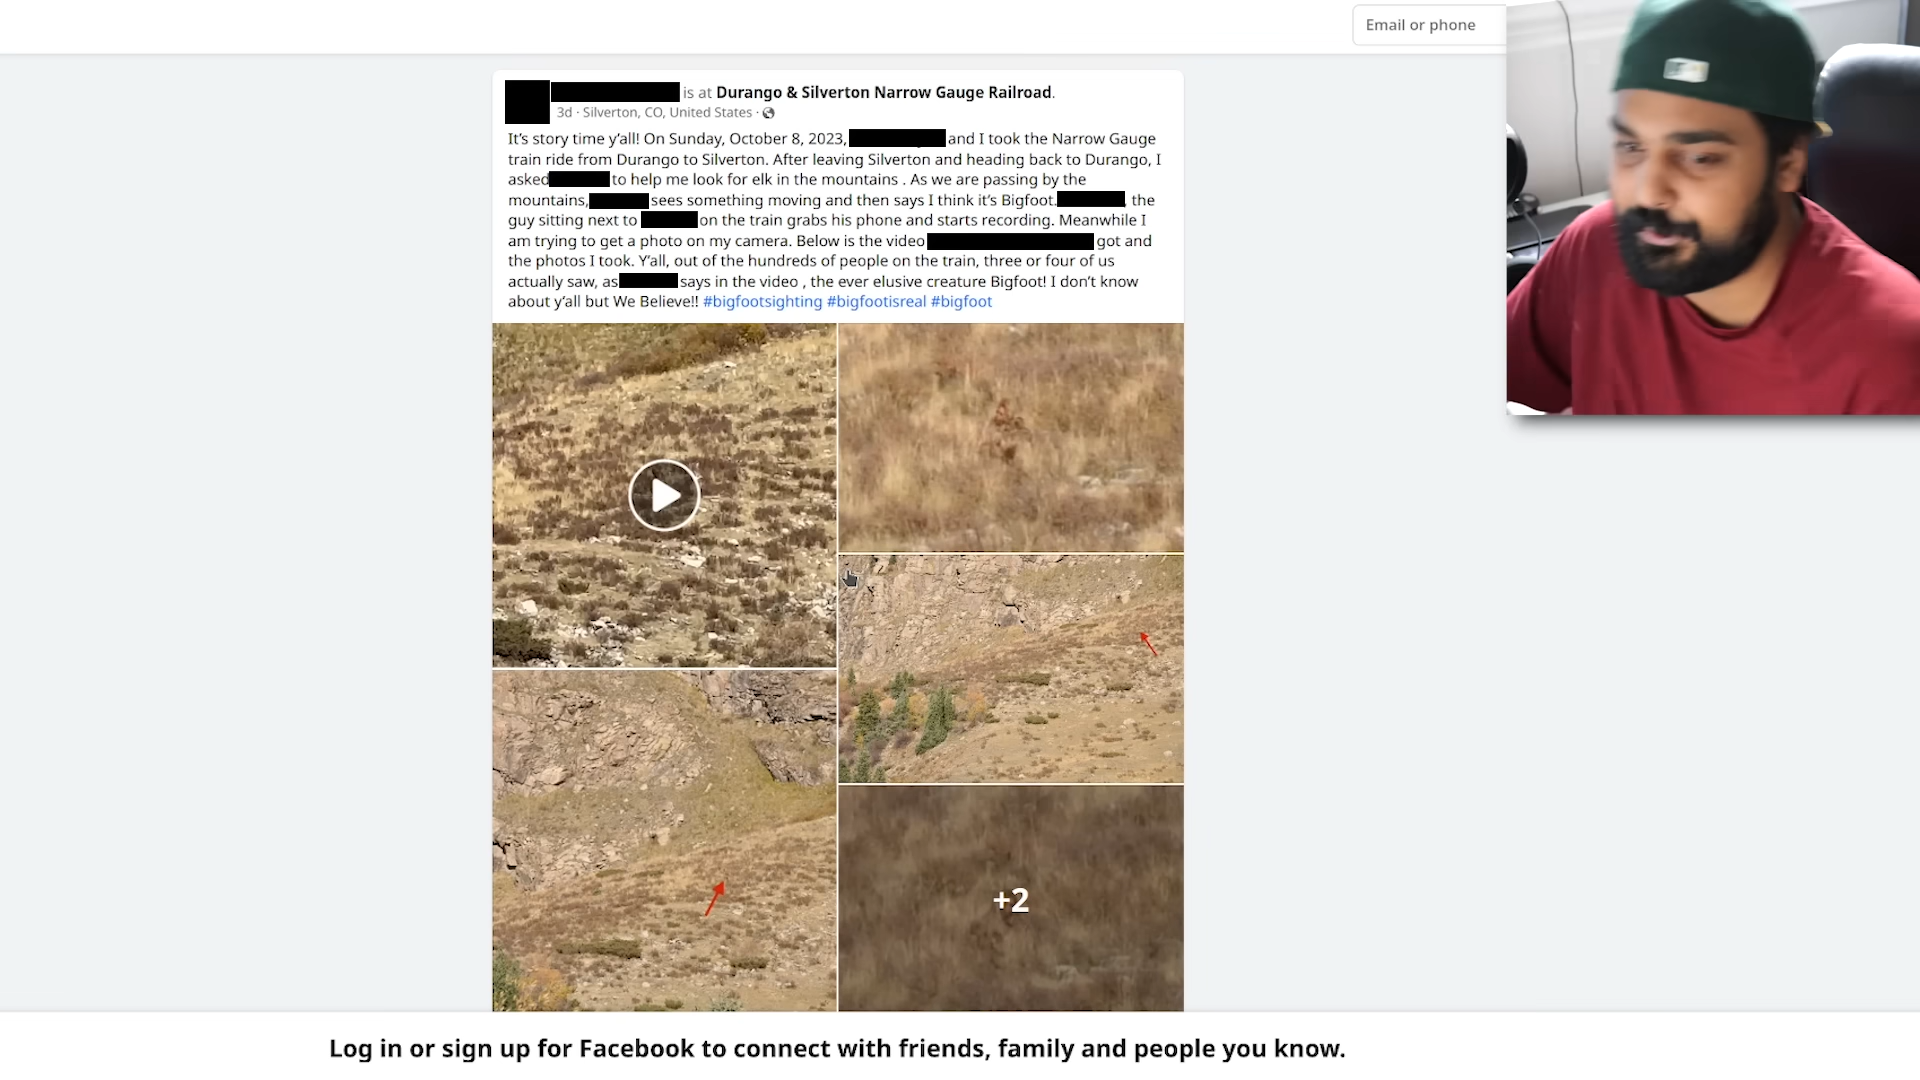 Email or phone
is at Durango & Silverton Narrow Gauge Railroad.
3d · Silverton, CO, United States ·
It's story time y'all! On Sunday, October 8, 2023, and I took the Narrow Gauge
train ride from Durango to Silverton. After leaving Silverton and heading back to Durango, I
asked to help me look for elk in the mountains . As we are passing by the
mountains, sees something moving and then says I think it's Bigfoot. , the
guy sitting next to on the train grabs his phone and starts recording. Meanwhile I
am trying to get a photo on my camera. Below is the video got and
the photos I took. Y'all, out of the hundreds of people on the train, three or four of us
actually saw, as says in the video , the ever elusive creature Bigfoot! I don't know
about y'all but We Believe!! #bigfootsighting #bigfootisreal #bigfoot
+2
Log in or sign up for Facebook to connect with friends, family and people you know.